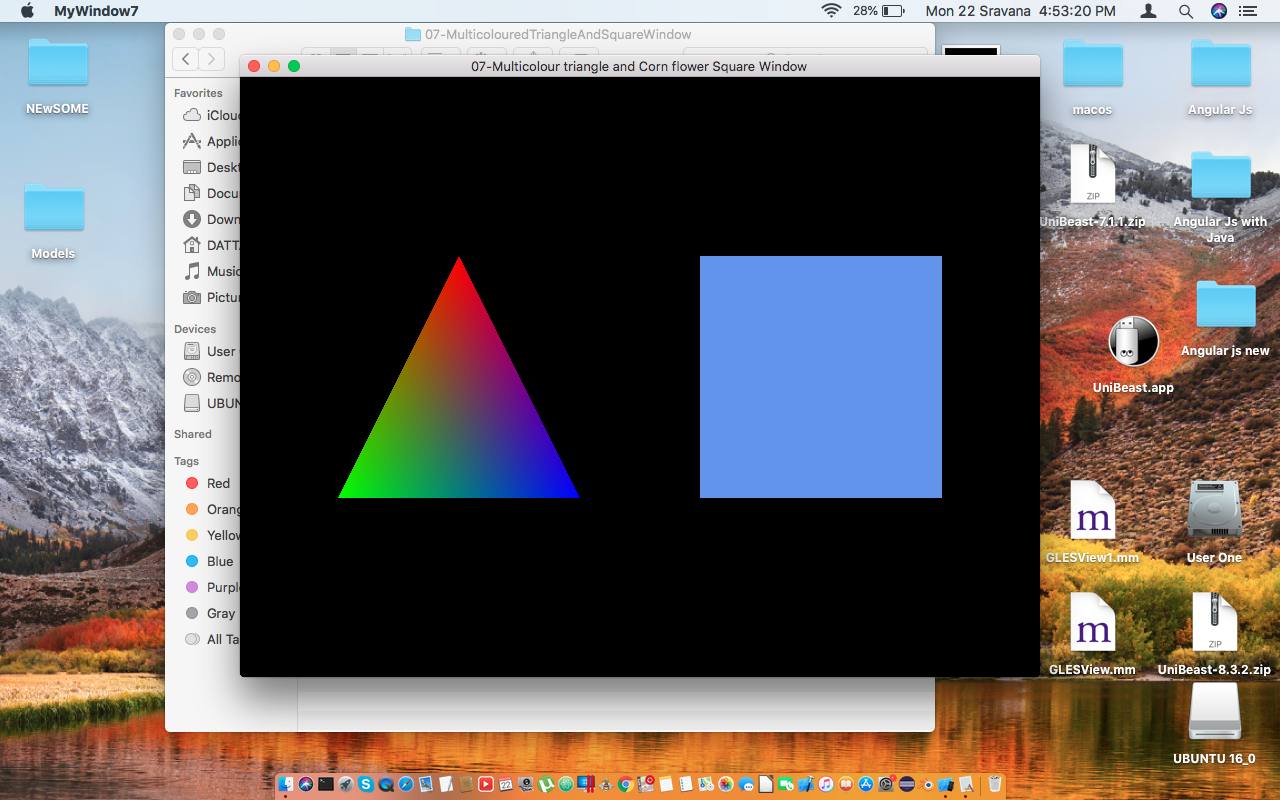 MyWindow7
28%
Mon 22 Sravana 4:53:20 PM
07-MulticolouredTriangleAndSquareWindow
07-Multicolour triangle and Corn flower Square Window
Favorites
iClou
Applic
Deskt
Docu
Down
DATT
Music
Pictur
Devices
User
Remo
UBUN
Shared
Tags
Red
Orang
Yellow
Blue
Purple
Gray
All Ta
NEwSOME
Models
macos
Angular Js
UniBeast-7.1.1.zip
ZIP
Angular Js with
Java
UniBeast.app
Angular js new
m
GLESView1.mm
User One
m
GLESView.mm
ZIP
UniBeast-8.3.2.zip
UBUNTU 16_0